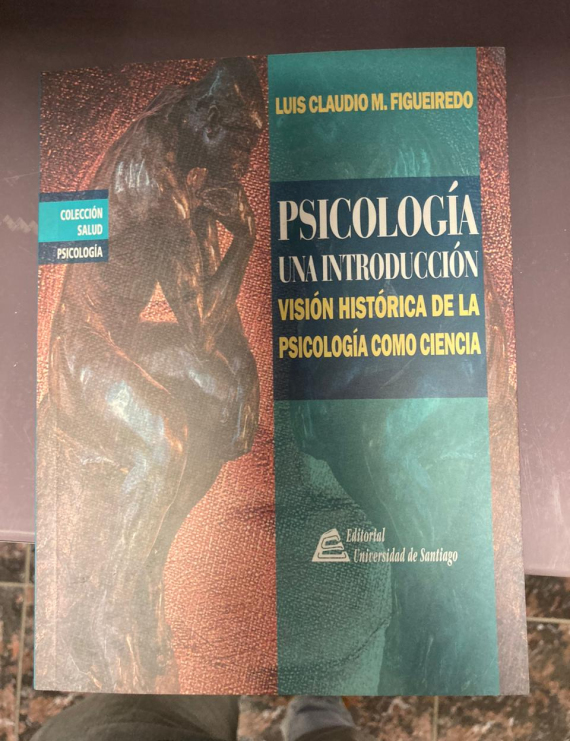 LUIS CLAUDIO M. FIGUEIREDO
COLECCIÓN
SALUD
PSICOLOGÍA
PSICOLOGÍA
UNA INTRODUCCIÓN
VISIÓN HISTÓRICA DE LA
PSICOLOGÍA COMO CIENCIA
Editorial
Universidad de Santiago